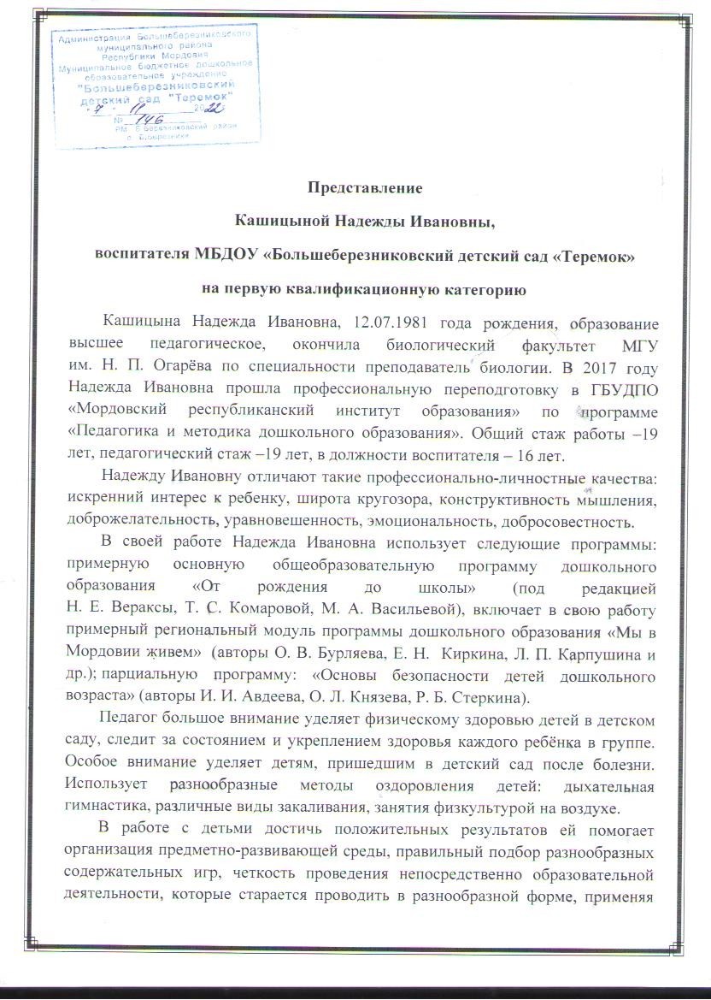 Администрация Большеберезниковского
муниципального района
Республики Мордовия
Муниципальное бюджетное дошкольное
образовательное учреждение
"Большеберезниковский
детский сад "Теремок"
"7" 11 2022
№ 146
РМ Б.Березниковский район
с. Б.Березники
Представление
Кашицыной Надежды Ивановны,
воспитателя МБДОУ «Большеберезниковский детский сад «Теремок»
на первую квалификационную категорию
Кашицына Надежда Ивановна, 12.07.1981 года рождения, образование
высшее педагогическое, окончила биологический факультет МГУ
им. Н. П. Огарёва по специальности преподаватель биологии. В 2017 году
Надежда Ивановна прошла профессиональную переподготовку в ГБУДПО
«Мордовский республиканский институт образования» по программе
«Педагогика и методика дошкольного образования». Общий стаж работы –19
лет, педагогический стаж –19 лет, в должности воспитателя – 16 лет.
Надежду Ивановну отличают такие профессионально-личностные качества:
искренний интерес к ребенку, широта кругозора, конструктивность мышления,
доброжелательность, уравновешенность, эмоциональность, добросовестность.
В своей работе Надежда Ивановна использует следующие программы:
примерную основную общеобразовательную программу дошкольного
образования «От рождения до школы» (под редакцией
Н. Е. Вераксы, Т. С. Комаровой, М. А. Васильевой), включает в свою работу
примерный региональный модуль программы дошкольного образования «Мы в
Мордовии живем» (авторы О. В. Бурляева, Е. Н. Киркина, Л. П. Карпушина и
др.); парциальную программу: «Основы безопасности детей дошкольного
возраста» (авторы И. И. Авдеева, О. Л. Князева, Р. Б. Стеркина).
Педагог большое внимание уделяет физическому здоровью детей в детском
саду, следит за состоянием и укреплением здоровья каждого ребёнка в группе.
Особое внимание уделяет детям, пришедшим в детский сад после болезни.
Использует разнообразные методы оздоровления детей: дыхательная
гимнастика, различные виды закаливания, занятия физкультурой на воздухе.
В работе с детьми достичь положительных результатов ей помогает
организация предметно-развивающей среды, правильный подбор разнообразных
содержательных игр, четкость проведения непосредственно образовательной
деятельности, которые старается проводить в разнообразной форме, применяя